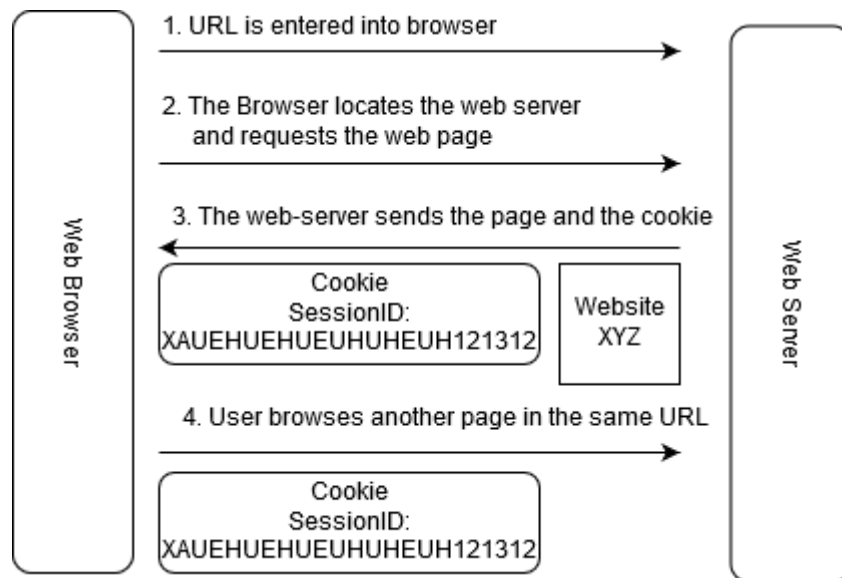 1. URL is entered into browser
2. The Browser locates the web server
and requests the web page
3. The web-server sends the page and the cookie
Cookie
SessionID:
XAUEHUEHUEUHUHEUH121312
Website
XYZ
4. User browses another page in the same URL
Cookie
SessionID:
XAUEHUEHUEUHUHEUH121312
Web Browser
Web Server